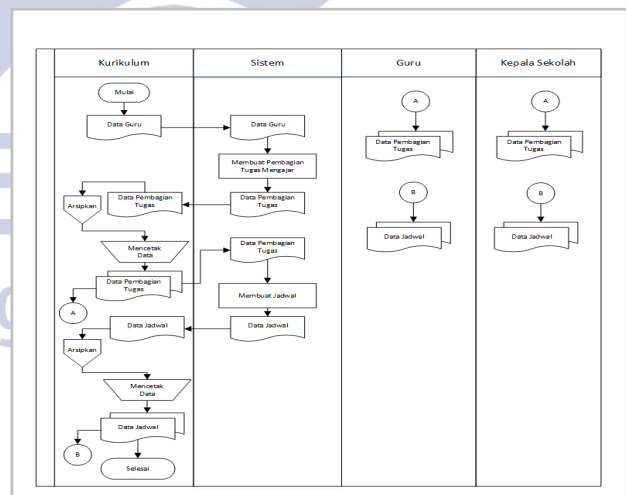 Kurikulum
Sistem
Guru
Kepala Sekolah
Mulai
Data Guru
Data Guru
Membuat Pembagian
Tugas Mengajar
Data Pembagian
Tugas
Data Pembagian
Tugas
Arsipkan
Mencetak
Data
Data Pembagian
Tugas
Data Pembagian
Tugas
A
Membuat Jadwal
Data Jadwal
Data Jadwal
Arsipkan
Mencetak
Data
Data Jadwal
B
Selesai
A
Data Pembagian
Tugas
B
Data Jadwal
A
Data Pembagian
Tugas
B
Data Jadwal